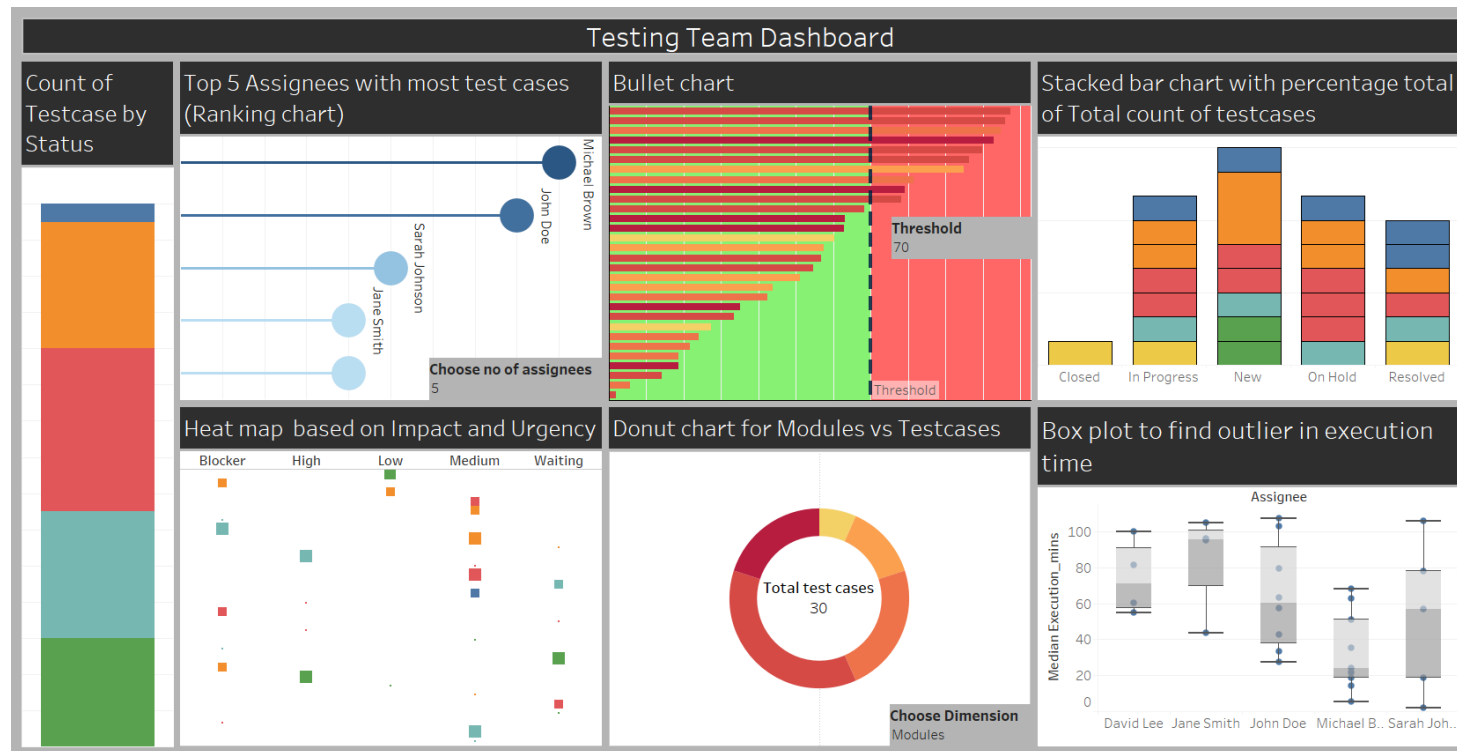 Testing Team Dashboard
Count of
Testcase by
Status
Top 5 Assignees with most test cases
(Ranking chart)
Michael Brown
John Doe
Sarah Johnson
Jane Smith
Choose no of assignees
5
Bullet chart
Threshold
70
Threshold
Stacked bar chart with percentage total
of Total count of testcases
Closed In Progress New On Hold Resolved
Heat map based on Impact and Urgency
Blocker High Low Medium Waiting
Donut chart for Modules vs Testcases
Total test cases
30
Choose Dimension
Modules
Box plot to find outlier in execution
time
Assignee
Median Execution_mins
100
80
60
40
20
0
David Lee Jane Smith John Doe Michael B.. Sarah Joh..